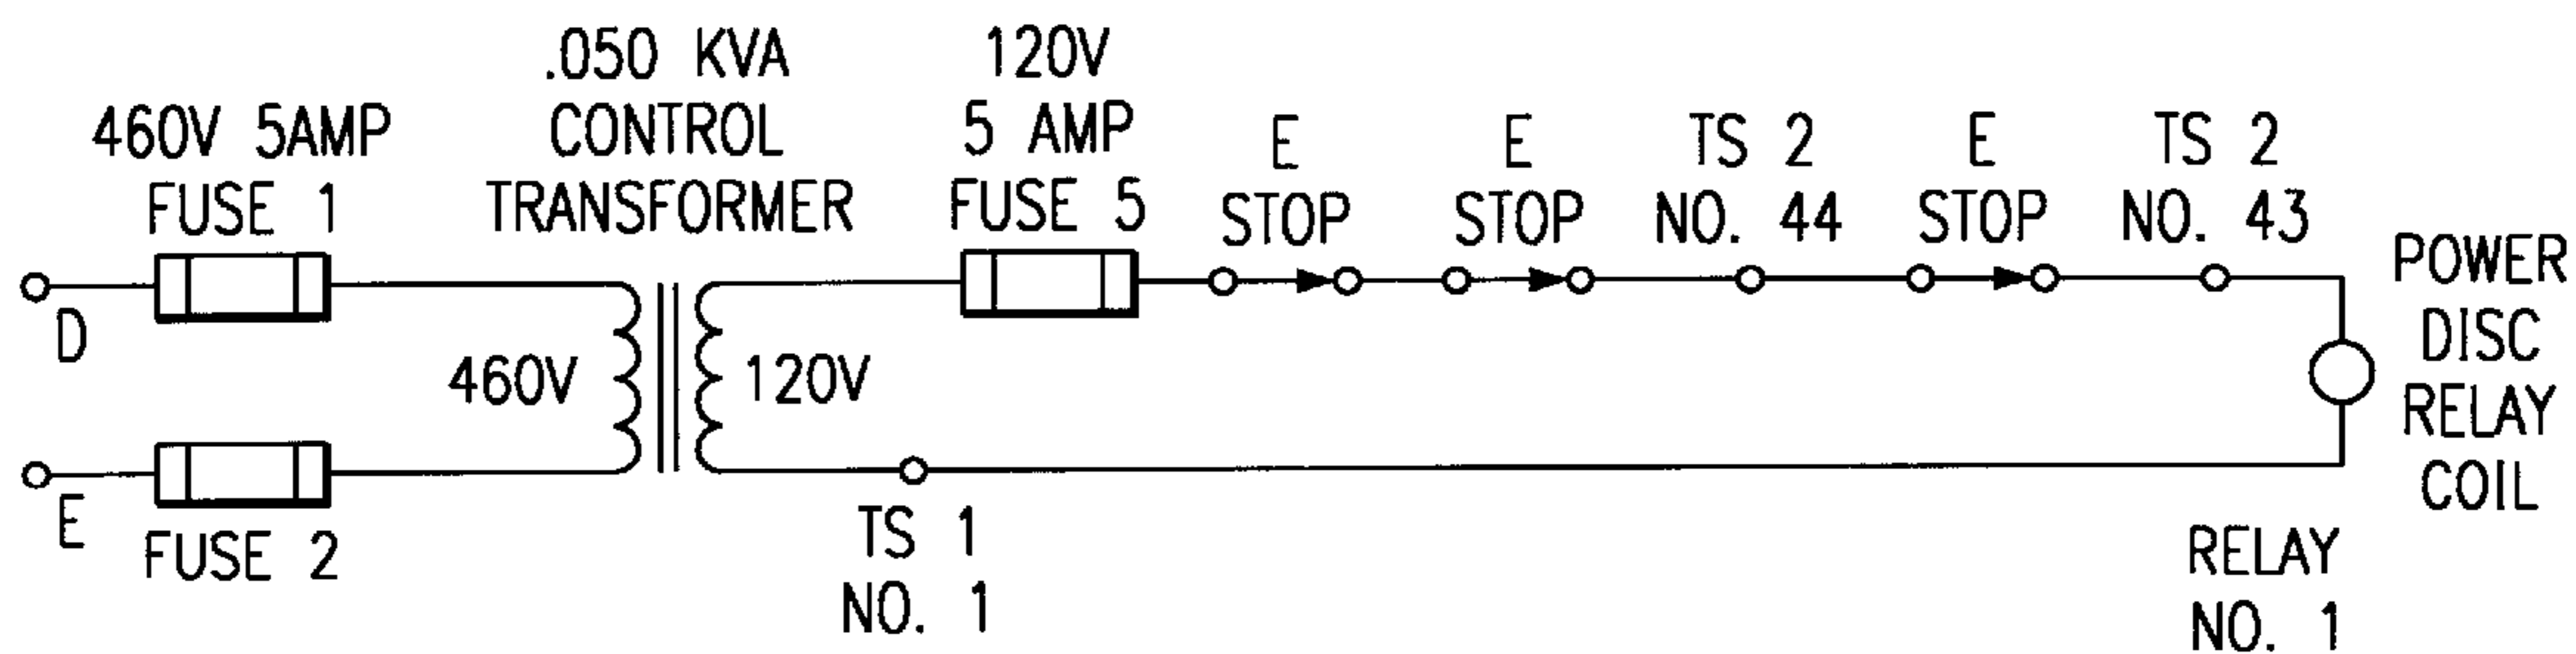 460V 5AMP
FUSE 1
D
E
FUSE 2
.050 KVA
CONTROL
TRANSFORMER
460V
120V
120V
5 AMP
FUSE 5
TS 1
NO. 1
E
STOP
E
STOP
TS 2
NO. 44
E
STOP
TS 2
NO. 43
POWER
DISC
RELAY
COIL
RELAY
NO. 1